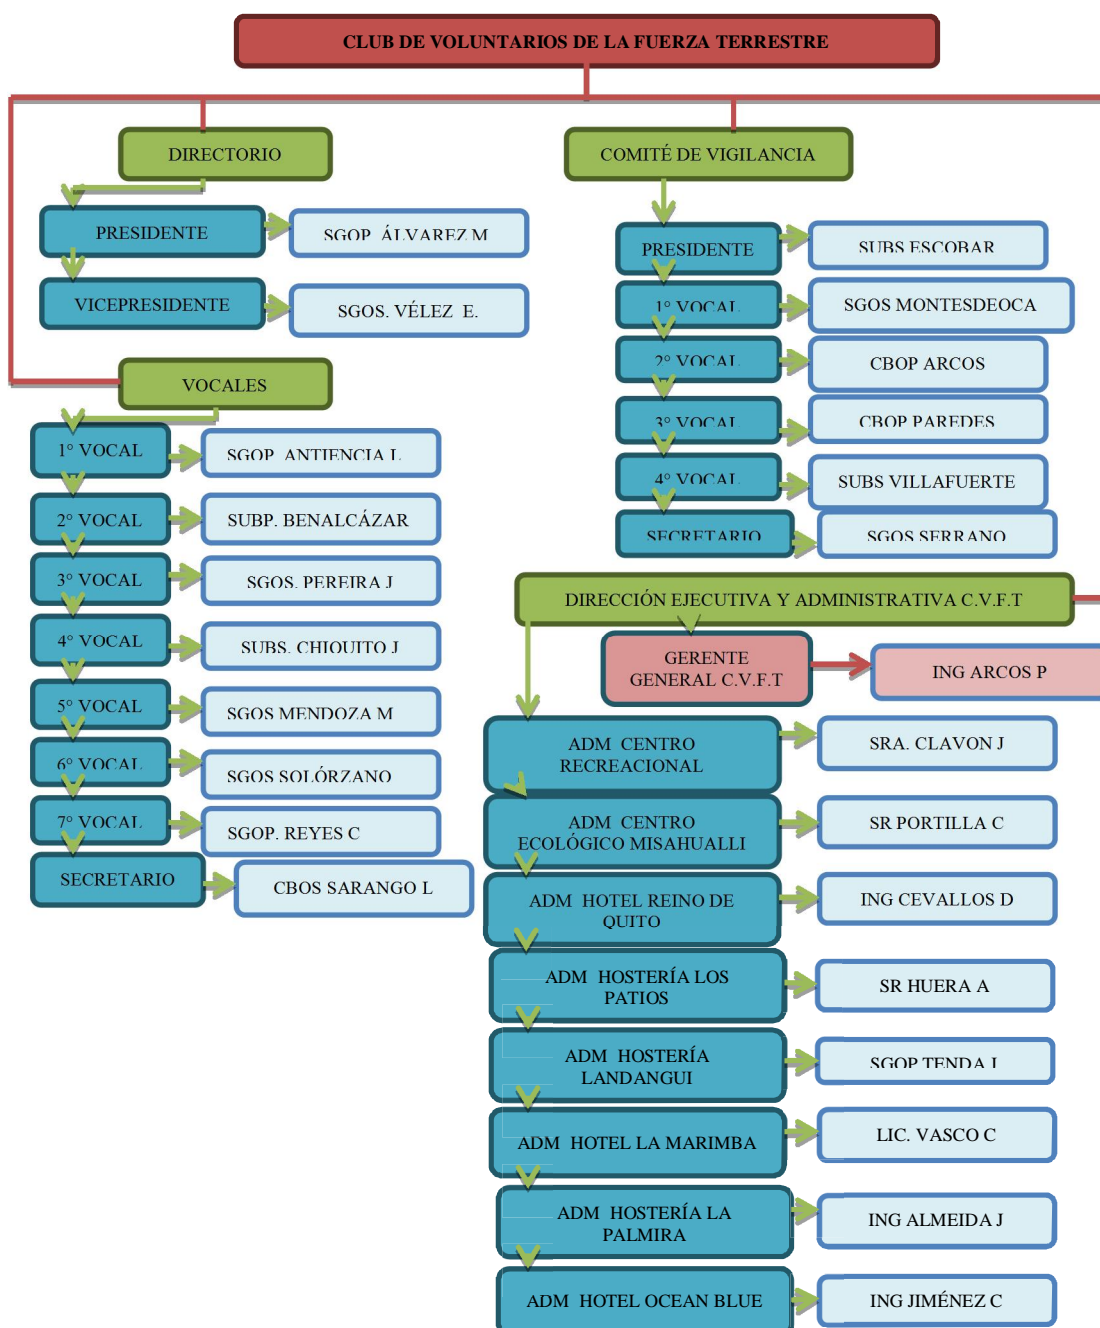 CLUB DE VOLUNTARIOS DE LA FUERZA TERRESTRE
DIRECTORIO
PRESIDENTE
SGOP. ÁLVAREZ M
VICEPRESIDENTE
SGOS. VÉLEZ E.
VOCALES
1° VOCAL
SGOP. ANTIENCIA L
2° VOCAL
SUBP. BENALCÁZAR
3° VOCAL
SGOS. PEREIRA J
4° VOCAL
SUBS. CHIQUITO J
5° VOCAL
SGOS MENDOZA M
6° VOCAL
SGOS SOLÓRZANO
7° VOCAL
SGOP. REYES C
SECRETARIO
CBOS SARANGO L
COMITÉ DE VIGILANCIA
PRESIDENTE
SUBS ESCOBAR
1° VOCAL
SGOS MONTESDEOCA
2° VOCAL
CBOP ARCOS
3° VOCAL
CBOP PAREDES
4° VOCAL
SUBS VILLAFUERTE
SECRETARIO
SGOS SERRANO
DIRECCIÓN EJECUTIVA Y ADMINISTRATIVA C.V.F.T
GERENTE
GENERAL C.V.F.T
ING ARCOS P
ADM CENTRO
RECREACIONAL
SRA. CLAVON J
ADM CENTRO
ECOLÓGICO MISAHUALLI
SR PORTILLA C
ADM HOTEL REINO DE
QUITO
ING CEVALLOS D
ADM HOSTERÍA LOS
PATIOS
SR HUERA A
ADM HOSTERÍA
LANDANGUI
SGOP TENDA
ADM HOTEL LA MARIMBA
LIC. VASCO C
ADM HOSTERÍA LA
PALMIRA
ING ALMEIDA J
ADM HOTEL OCEAN BLUE
ING JIMÉNEZ C